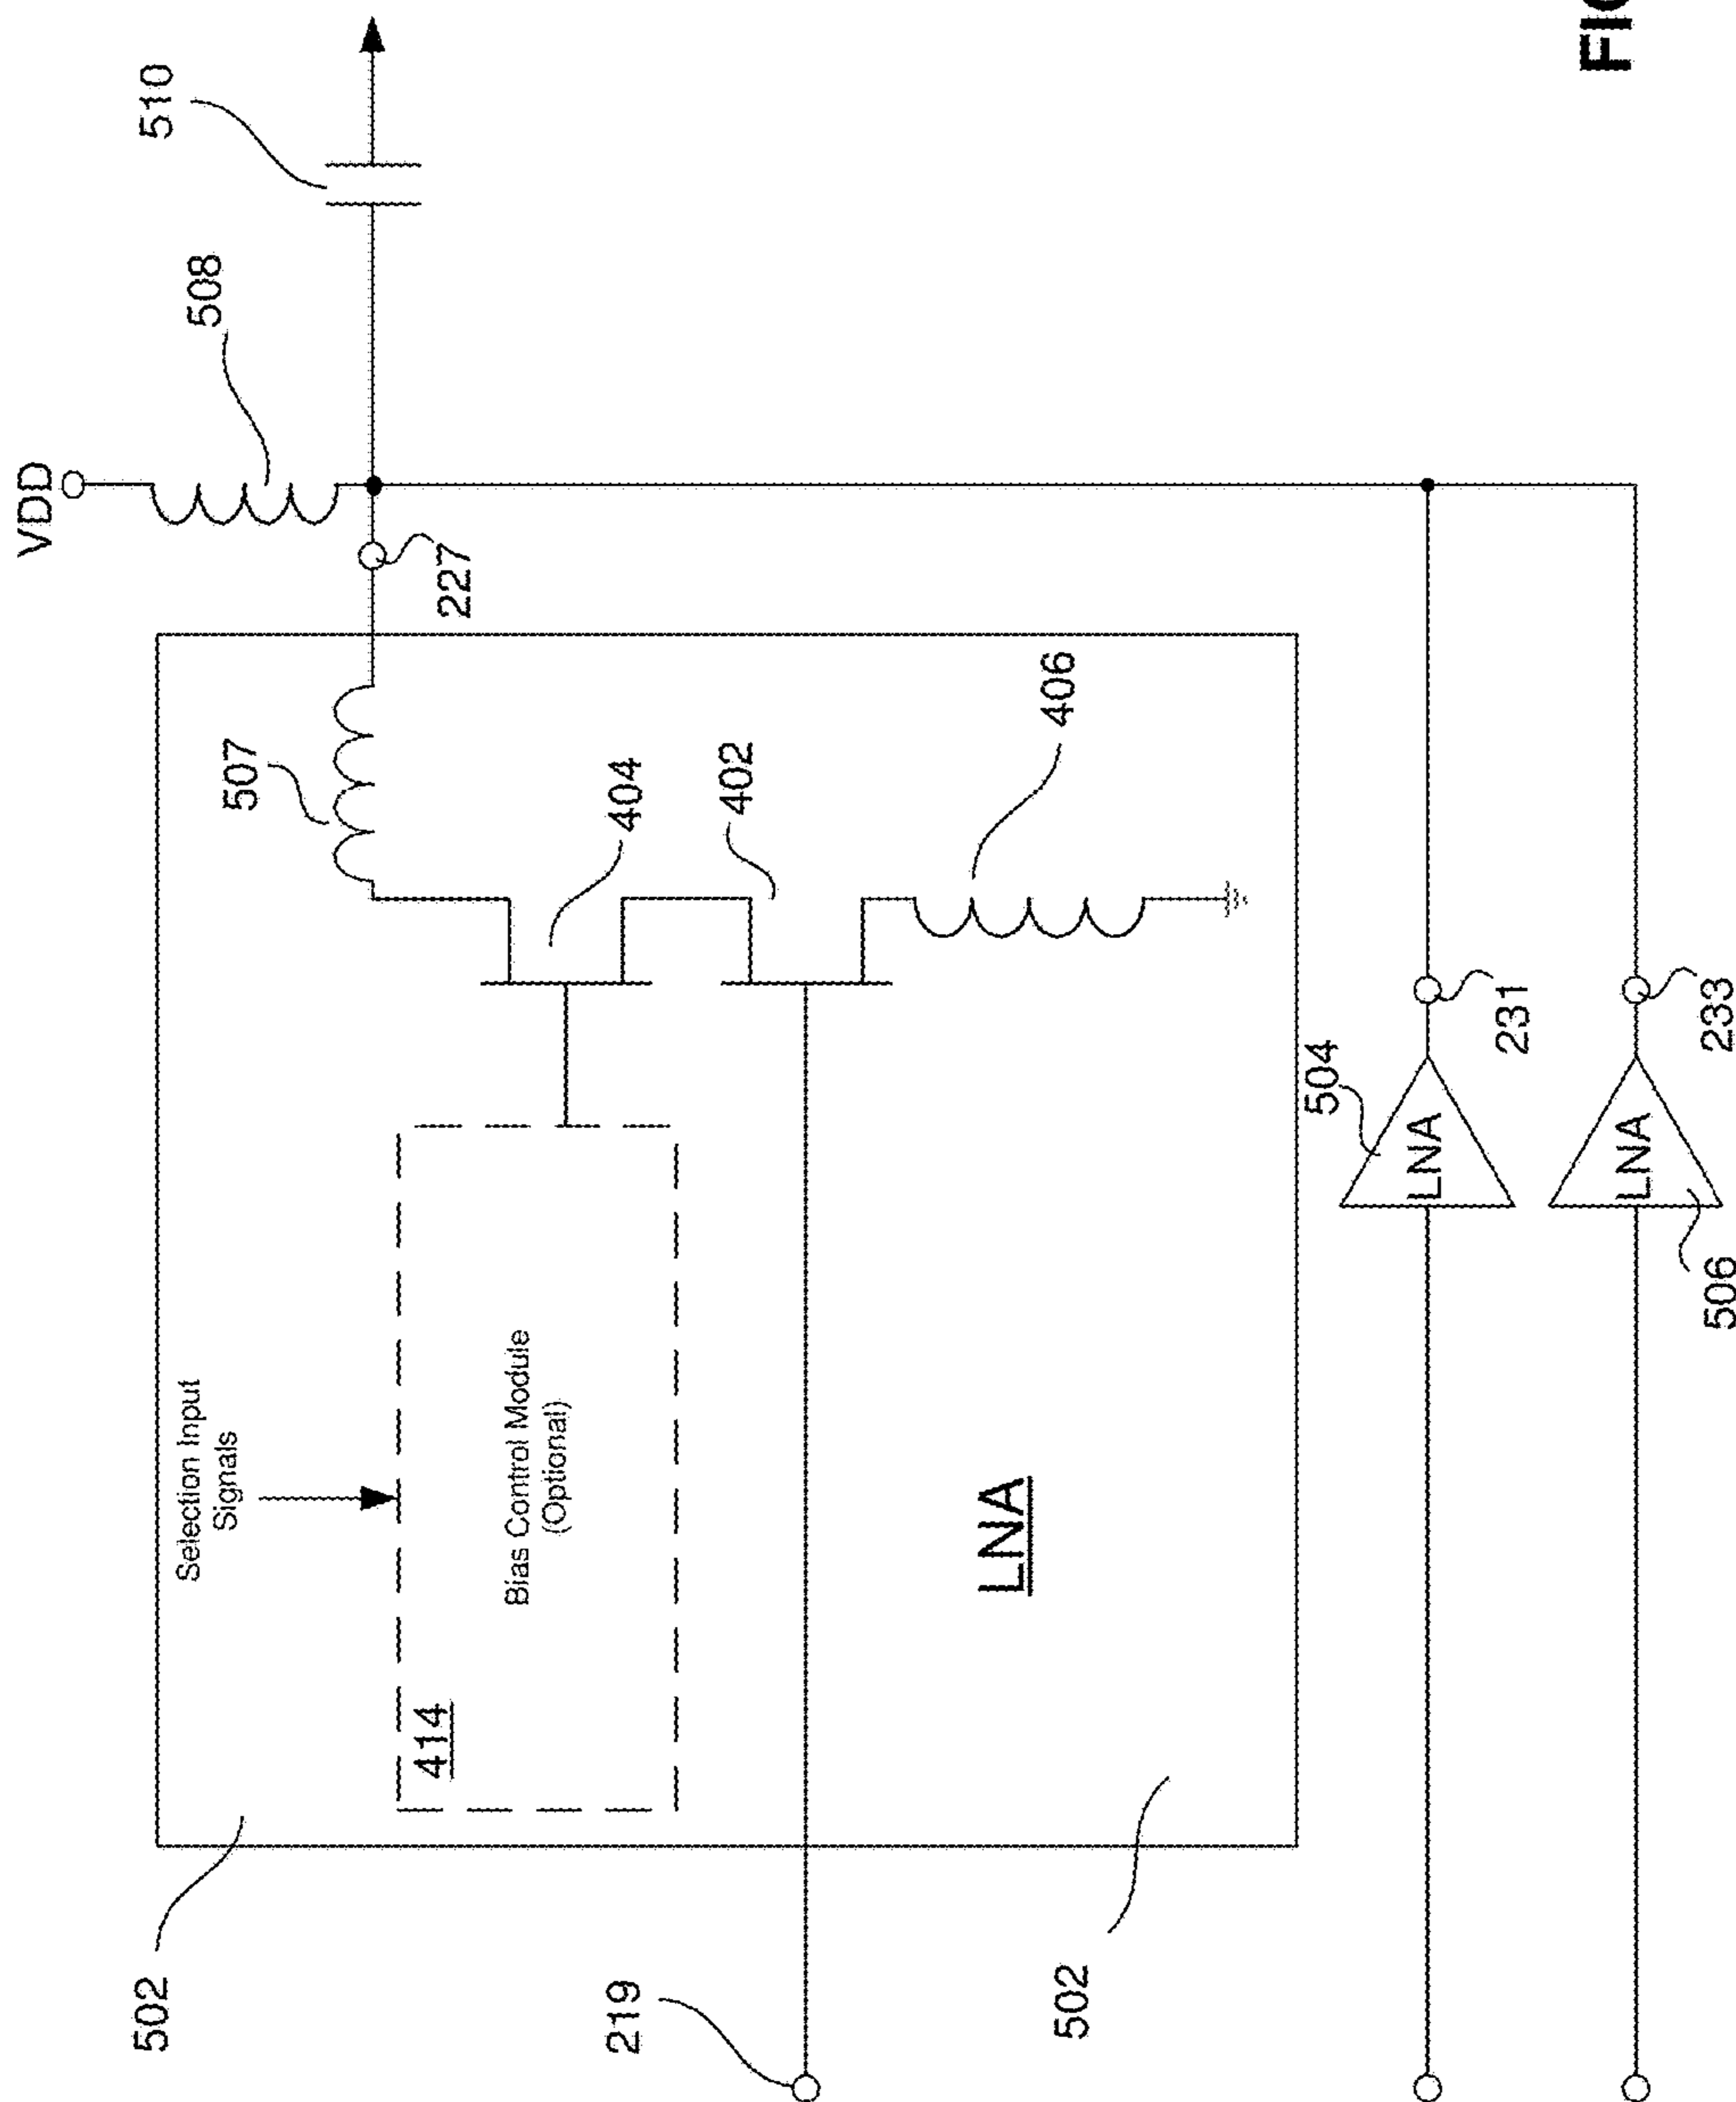 VDD
502
510
Selection Input
Signals
508
507
414
227
Bias Control Module
(Optional)
219
404
402
LNA
502
406
504
LNA
231
LNA
506
233